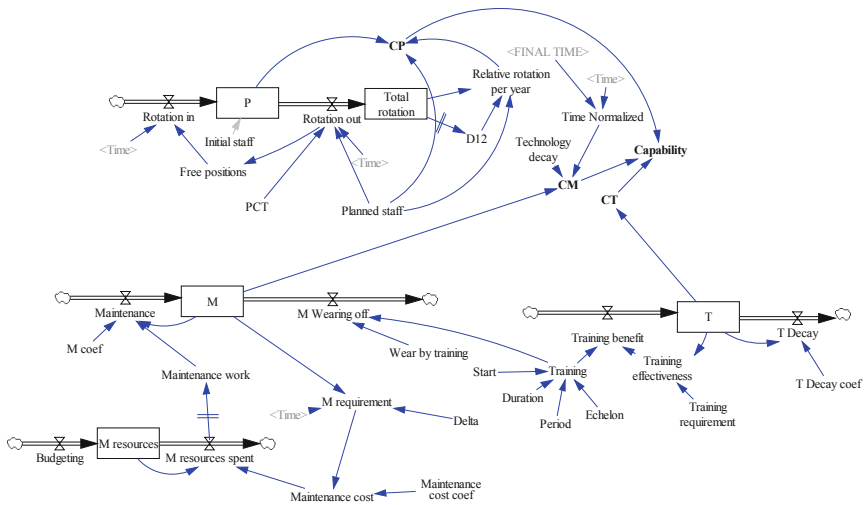 CP
<FINAL TIME>
Relative rotation
per year
<Time>
P
Total
rotation
Rotation in
Initial staff
Rotation out
Time Normalized
<Time>
D12
Technology
decay
Capability
<Time>
Free positions
CM
CT
PCT
Planned staff
M
Maintenance
M Wearing off
T
M coef
Wear by training
Training benefit
T Decay
Maintenance work
Start
Training
Training
effectiveness
T Decay coef
Duration
<Time>
M requirement
Period
Echelon
Training
requirement
Delta
M resources
Budgeting
M resources spent
Maintenance cost
Maintenance
cost coef